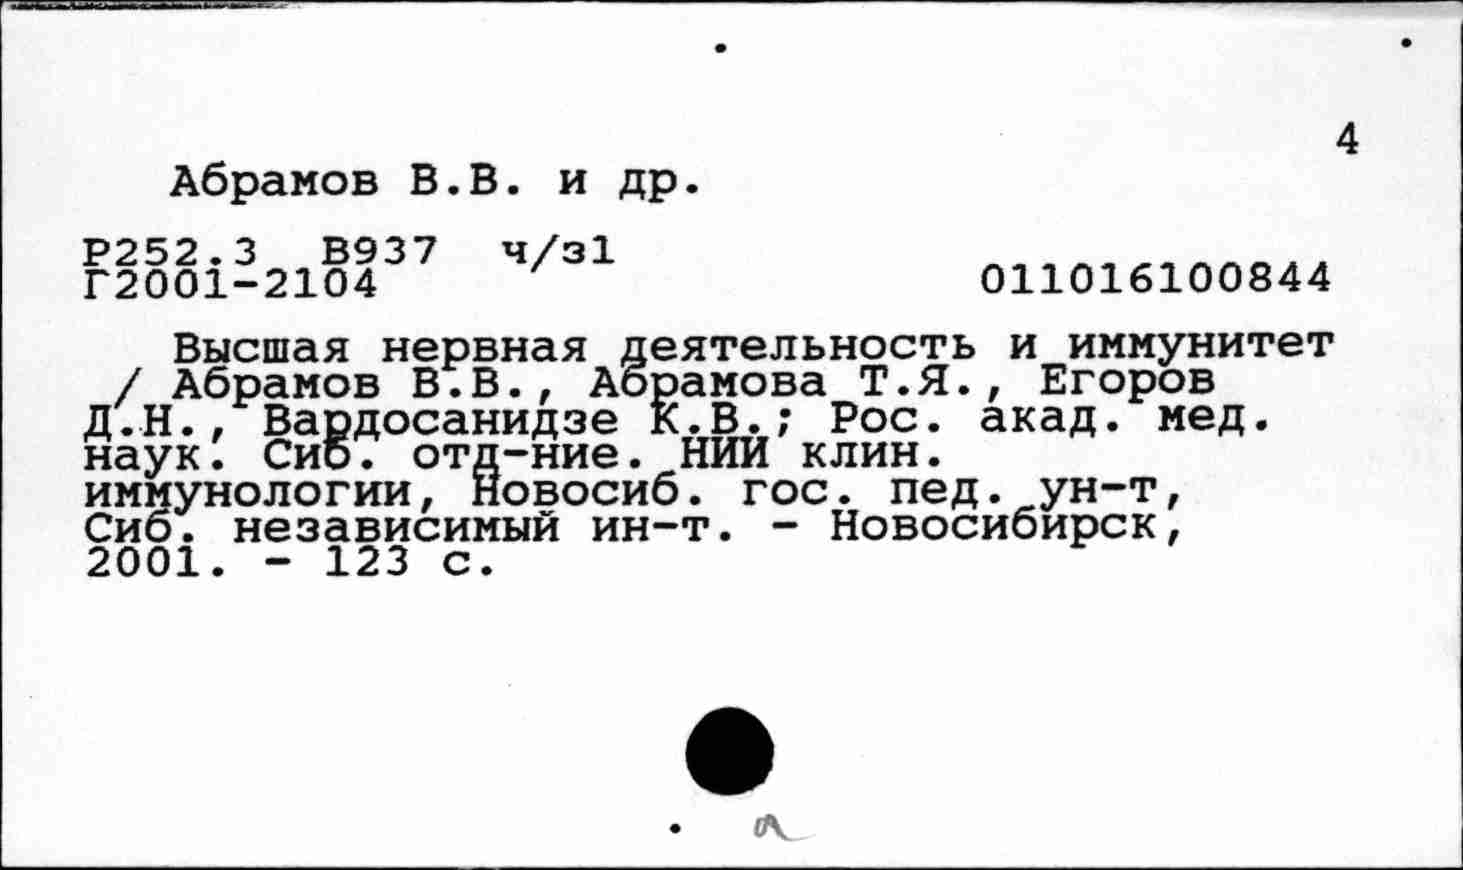 4
Абрамов В.В. и др.
Р252.3 В937 ч/з1
Г2001-2104 011016100844
Высшая нервная деятельность и иммунитет
/ Абрамов В.В., Абрамова Т.Я., Егоров
Д.Н., Вардосанидзе К.В.; Рос. акад. мед.
наук. Сиб. отд-ние. НИИ клин.
иммунологии, Новосиб. гос. пед. ун-т,
Сиб. независимый ин-т. - Новосибирск,
2001. - 123 с.